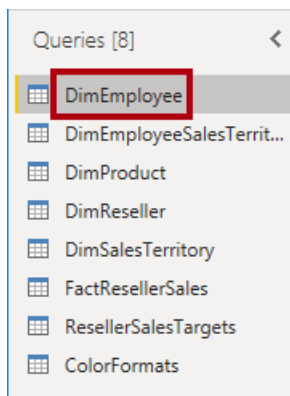 Queries [8]
DimEmployee
DimEmployeeSalesTerrit...
DimProduct
DimReseller
DimSalesTerritory
FactResellerSales
ResellerSalesTargets
ColorFormats